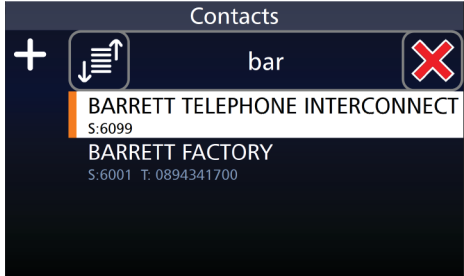 Contacts
bar
BARRETT TELEPHONE INTERCONNECT
S:6099
BARRETT FACTORY
S:6001 T: 0894341700